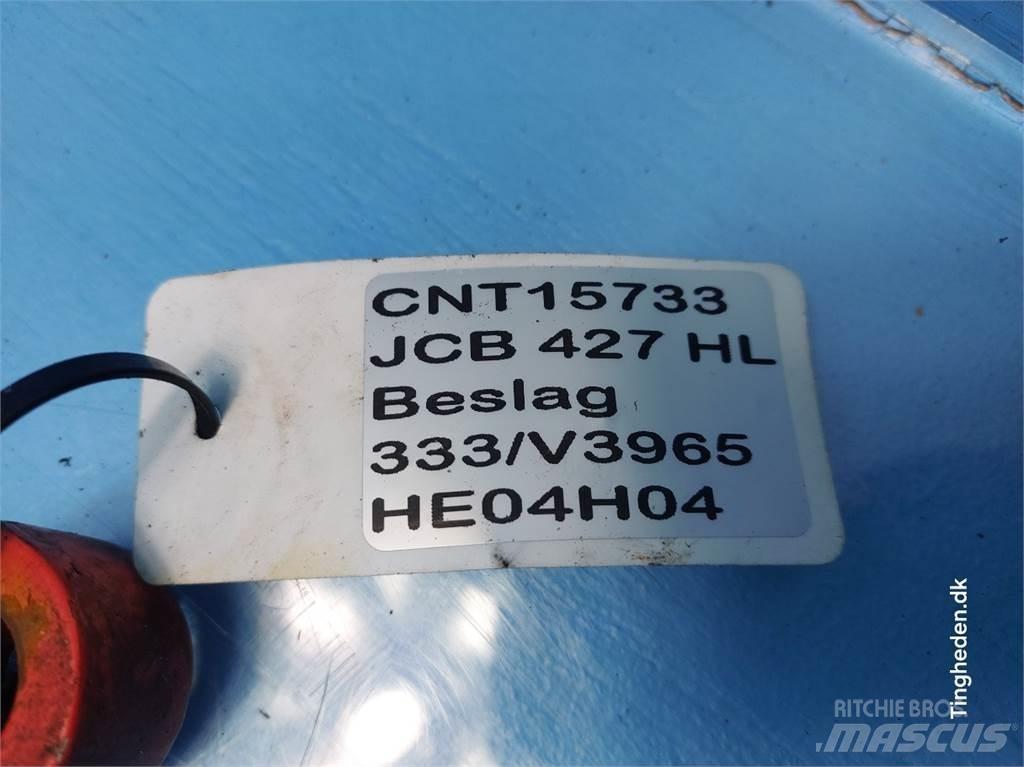 CNT15733
JCB 427 HL
Beslag
333/V3965
HE04H04
Tingheden.dk
RITCHIE BROS
MASCUS